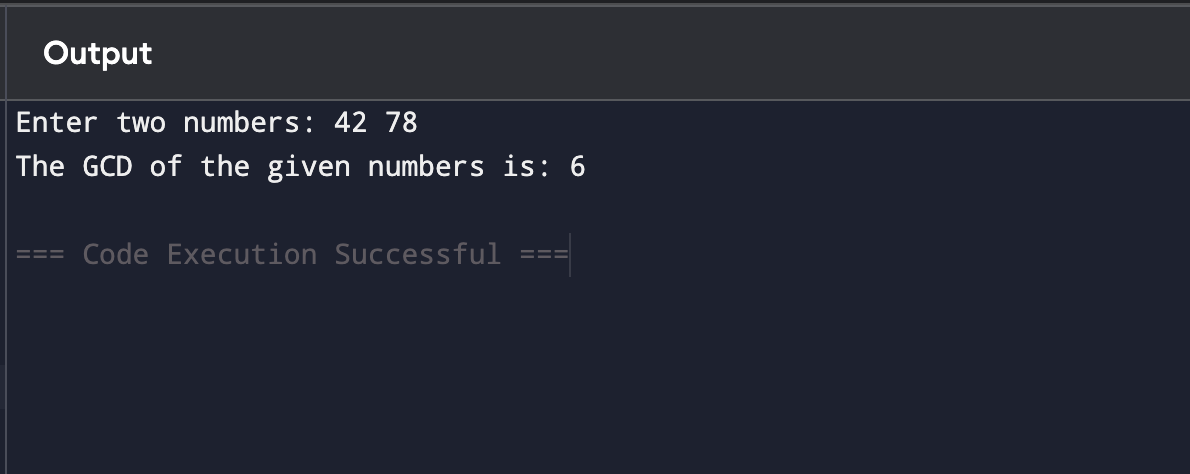 Output
Enter two numbers: 42 78
The GCD of the given numbers is: 6
=== Code Execution Successful ===